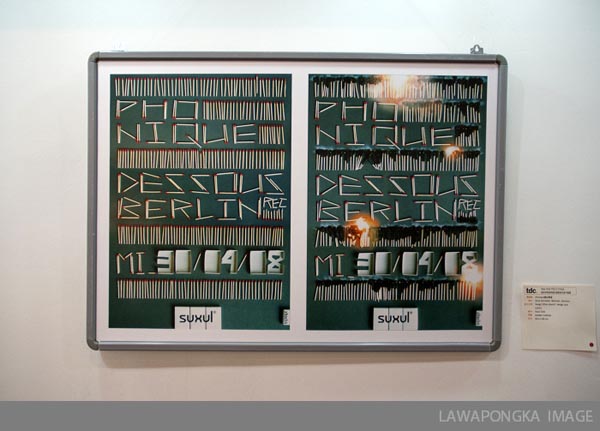 PHO
NIQUE
DESSOUS
BERLIN REC
MI 30/04/08
suxul
PHO
NIQUE
DESSOUS
BERLIN REC
MI 30/04/08
suxul
tdc
LAWAPONGKA IMAGE